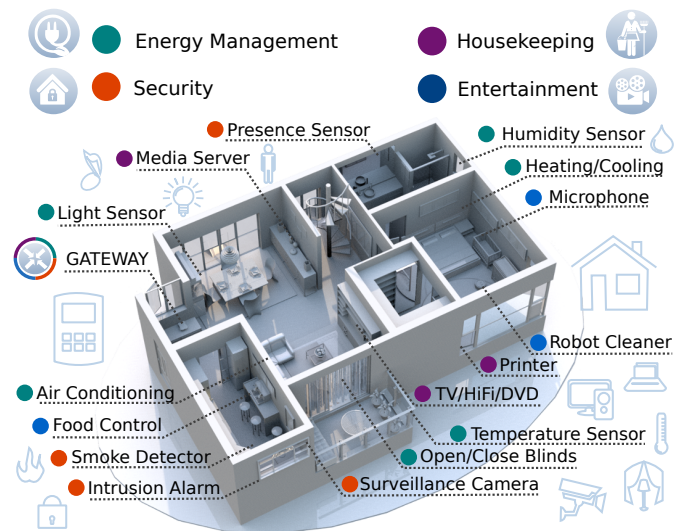 Energy Management
Housekeeping
Security
Entertainment
Presence Sensor
Humidity Sensor
Media Server
Heating/Cooling
Microphone
Light Sensor
GATEWAY
Robot Cleaner
Printer
Air Conditioning
TV/HiFi/DVD
Food Control
Temperature Sensor
Smoke Detector
Open/Close Blinds
Intrusion Alarm
Surveillance Camera